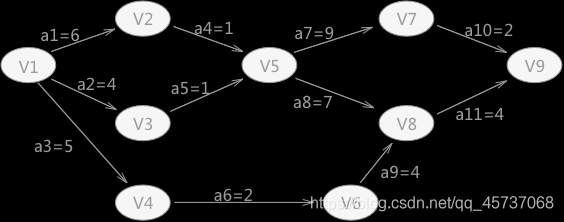 V2
V7
a1=6
a4=1
a7=9
a10=2
V1
V5
V9
a2=4
a5=1
a8=7
a11=4
V3
V8
a3=5
a9=4
a6=2
V4
V6
https://blog.csdn.net/qq_45737068